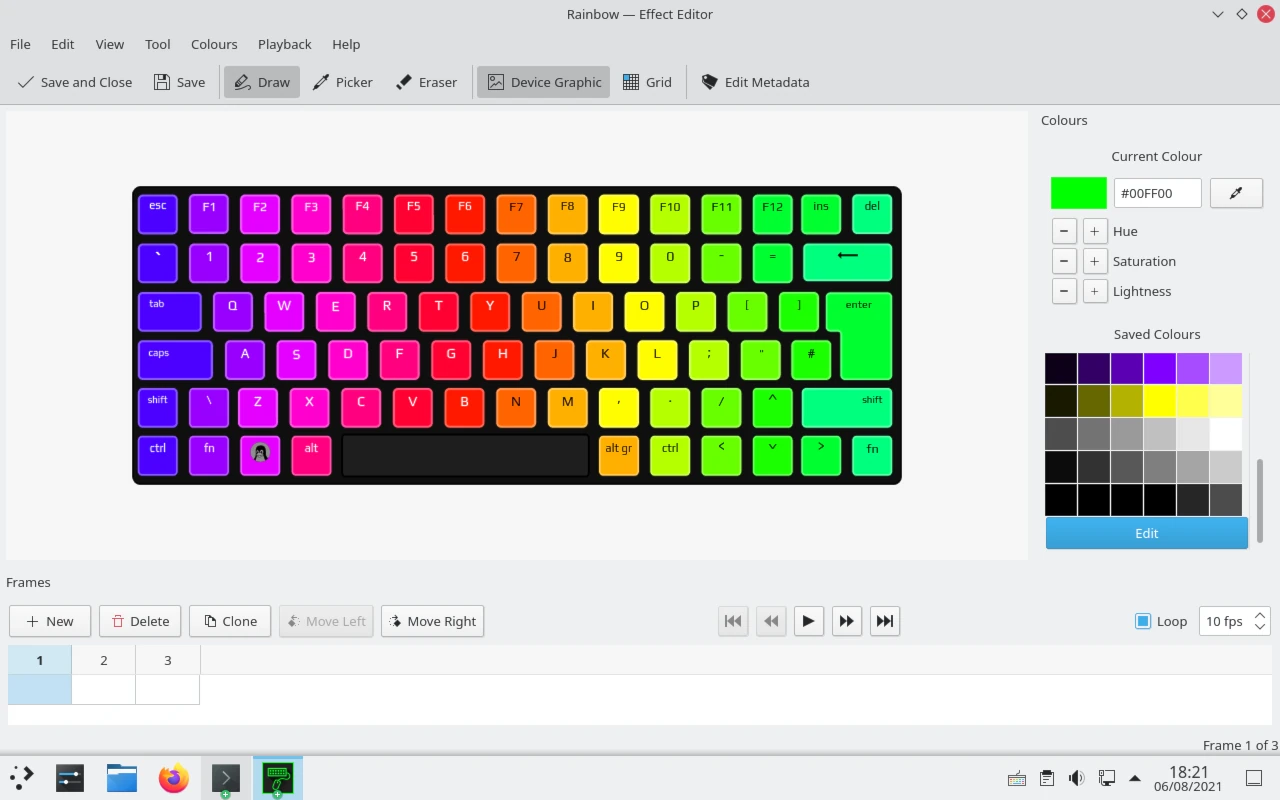 Rainbow — Effect Editor
File Edit View Tool Colours Playback Help
Save and Close Save Draw Picker Eraser Device Graphic Grid Edit Metadata
Colours
Current Colour
#00FF00
− + Hue
− + Saturation
− + Lightness
Saved Colours
Edit
esc F1 F2 F3 F4 F5 F6 F7 F8 F9 F10 F11 F12 ins del
` 1 2 3 4 5 6 7 8 9 0 - = ⟵
tab Q W E R T Y U I O P [ ] enter
caps A S D F G H J K L ; " #
shift \ Z X C V B N M , . / ^ shift
ctrl fn alt alt gr ctrl < v > fn
Frames
New Delete Clone Move Left Move Right Loop 10 fps
1 2 3
Frame 1 of 3
18:21
06/08/2021